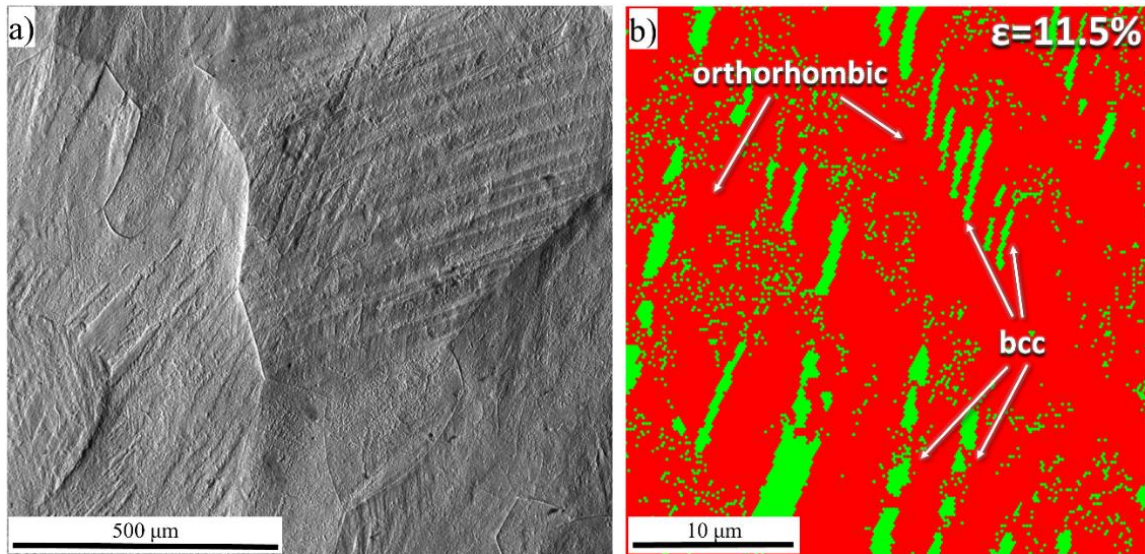 a)
500 μm
b)
ε=11.5%
orthorhombic
bcc
10 μm